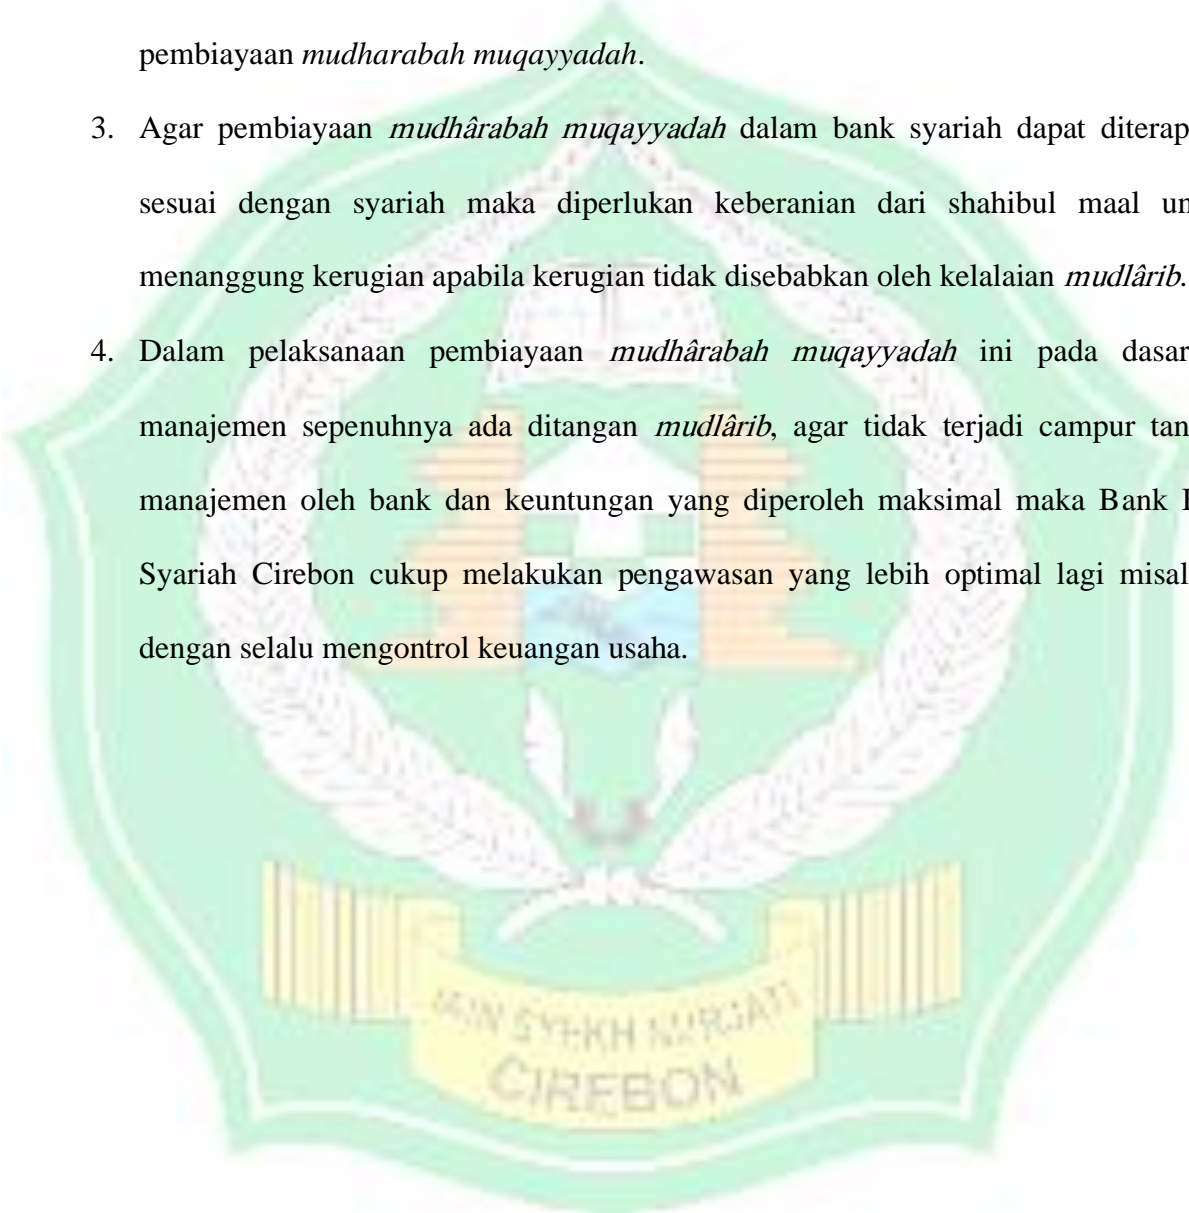 pembiayaan mudharabah muqayyadah.
3. Agar pembiayaan mudhârabah muqayyadah dalam bank syariah dapat diterap
sesuai dengan syariah maka diperlukan keberanian dari shahibul maal un
menanggung kerugian apabila kerugian tidak disebabkan oleh kelalaian mudlârib.
4. Dalam pelaksanaan pembiayaan mudhârabah muqayyadah ini pada dasar
manajemen sepenuhnya ada ditangan mudlârib, agar tidak terjadi campur tan
manajemen oleh bank dan keuntungan yang diperoleh maksimal maka Bank
Syariah Cirebon cukup melakukan pengawasan yang lebih optimal lagi misal
dengan selalu mengontrol keuangan usaha.
IAIN SYEKH NURJATI
CIREBON